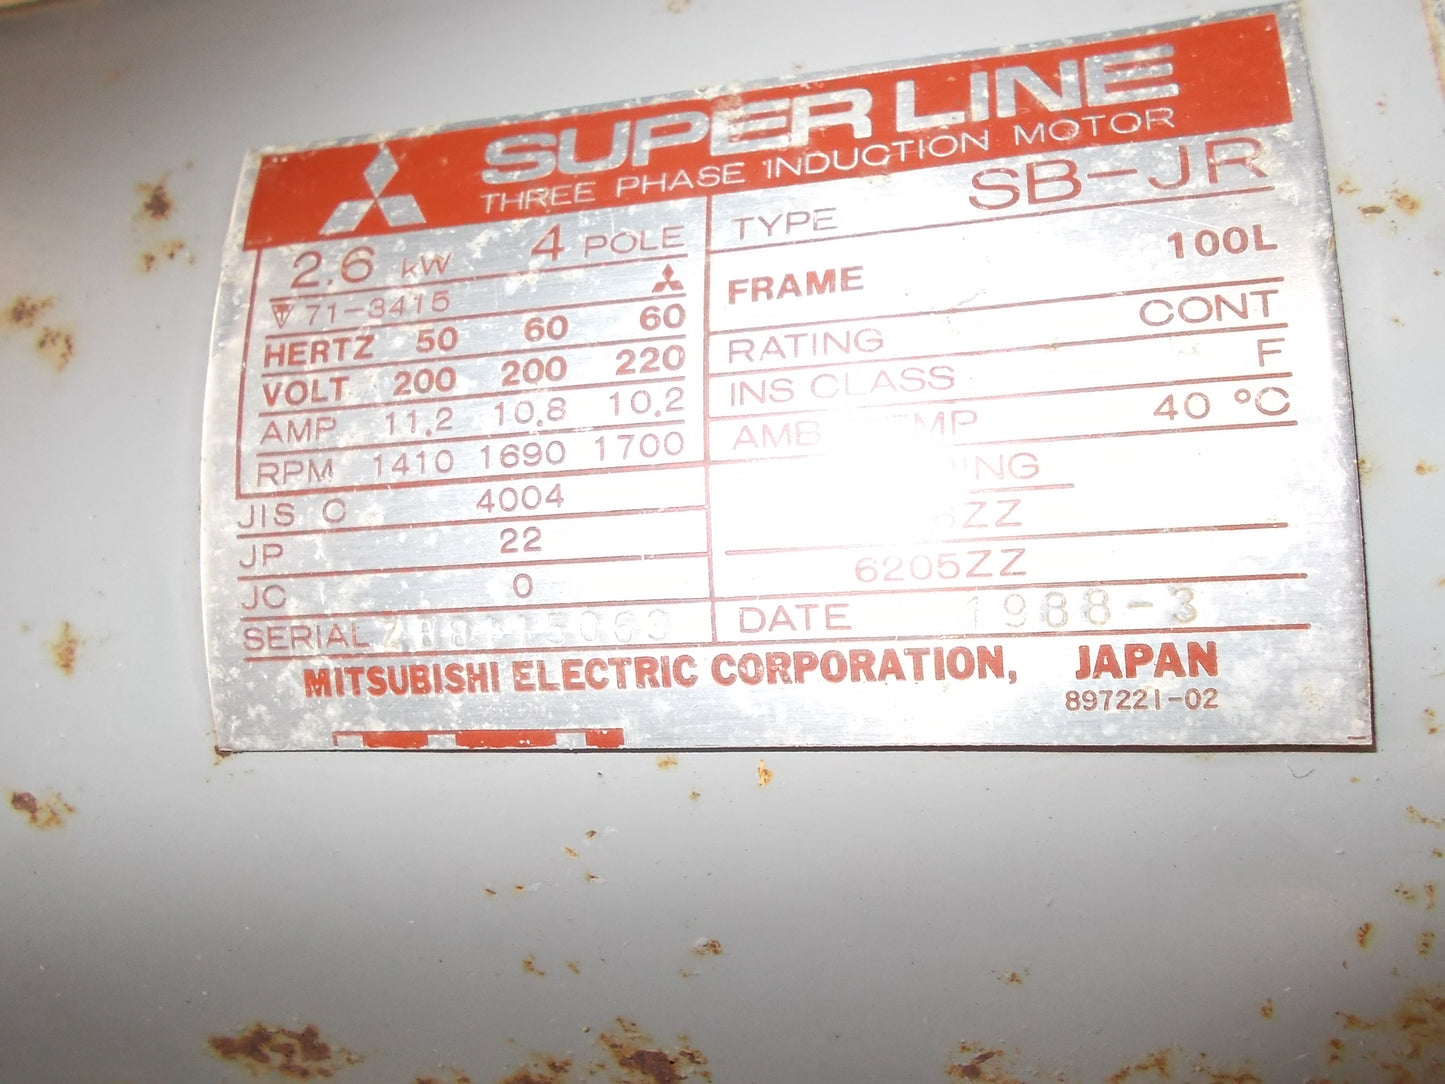 SUPER LINE
THREE PHASE INDUCTION MOTOR
2.6 kW 4 POLE
71-3415
HERTZ 50 60 60
VOLT 200 200 220
AMP 11.2 10.8 10.2
RPM 1410 1690 1700
JIS C 4004
JP 22
JC 0
SERIAL
TYPE SB-JR
FRAME 100L
RATING CONT
INS CLASS F
AMB 40 °C
6205ZZ
DATE 1988-3
MITSUBISHI ELECTRIC CORPORATION, JAPAN
897221-02